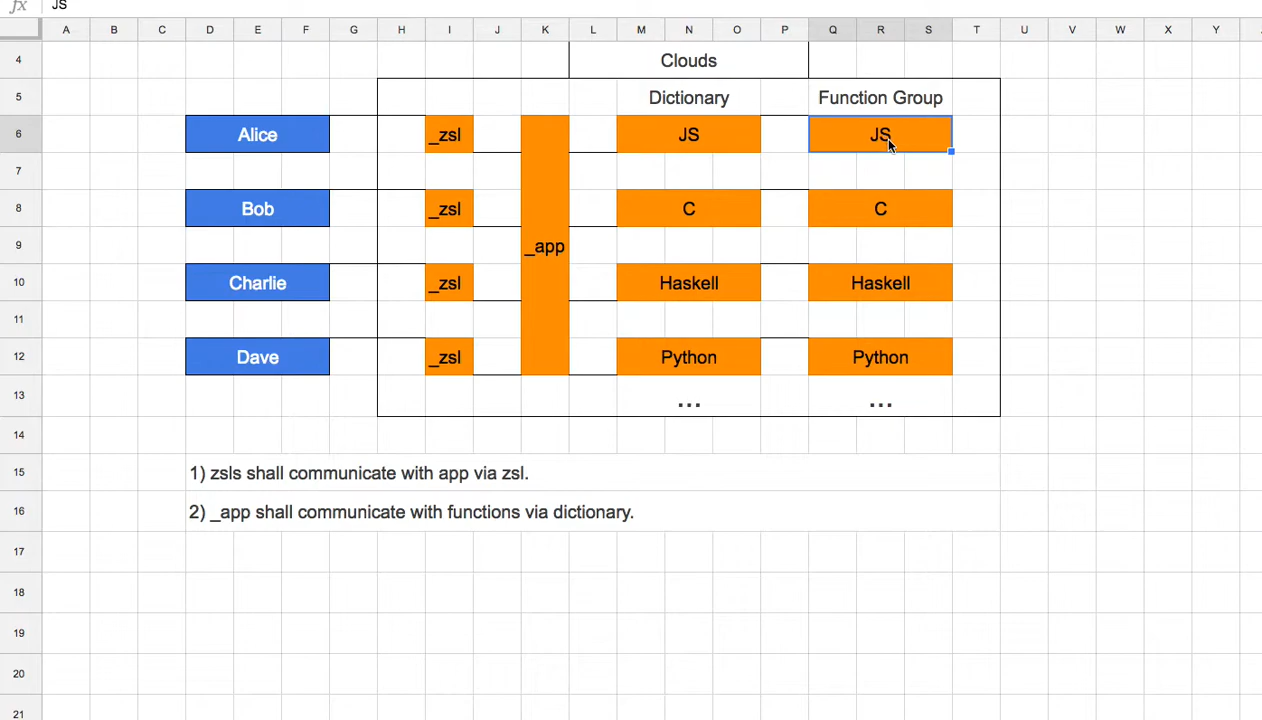 fx JS
A B C D E F G H I J K L M N O P Q R S T U V W X Y
4 Clouds
5 Dictionary Function Group
6 Alice _zsl JS JS
7
8 Bob _zsl C C
9 _app
10 Charlie _zsl Haskell Haskell
11
12 Dave _zsl Python Python
13 ... ...
14
15 1) zsls shall communicate with app via zsl.
16 2) _app shall communicate with functions via dictionary.
17
18
19
20
21